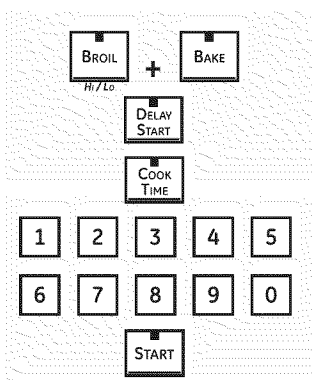 BROIL + BAKE
Hi / Lo
DELAY
START
COOK
TIME
1 2 3 4 5
6 7 8 9 0
START